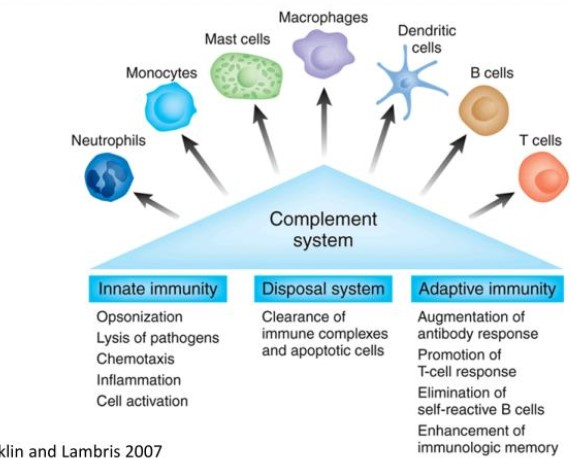 Macrophages
Mast cells
Dendritic
cells
Monocytes
B cells
Neutrophils
T cells
Complement
system
Innate immunity
Opsonization
Lysis of pathogens
Chemotaxis
Inflammation
Cell activation
Disposal system
Clearance of
immune complexes
and apoptotic cells
Adaptive immunity
Augmentation of
antibody response
Promotion of
T-cell response
Elimination of
self-reactive B cells
Enhancement of
immunologic memory
klin and Lambris 2007